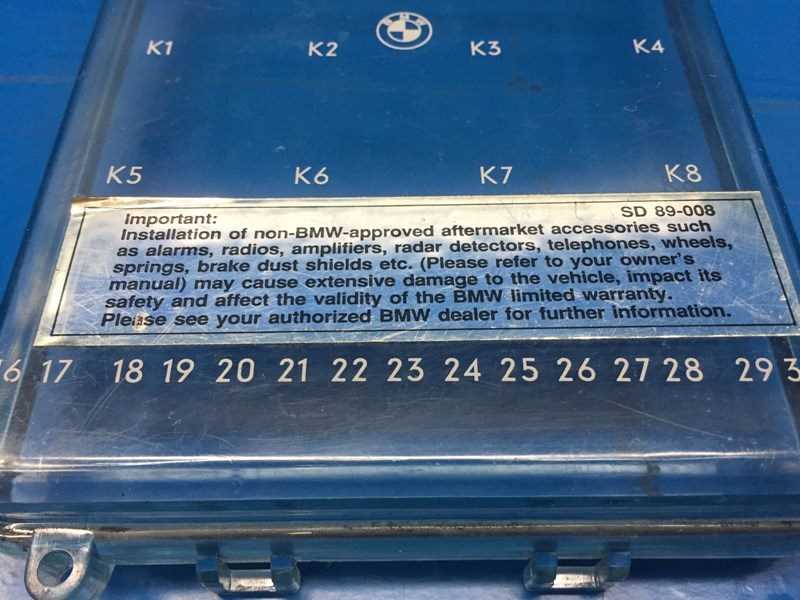 BMW
K1 K2 K3 K4
K5 K6 K7 K8
Important: SD 89-008
Installation of non-BMW-approved aftermarket accessories such
as alarms, radios, amplifiers, radar detectors, telephones, wheels,
springs, brake dust shields etc. (Please refer to your owner's
manual) may cause extensive damage to the vehicle, impact its
safety and affect the validity of the BMW limited warranty.
Please see your authorized BMW dealer for further information.
17 18 19 20 21 22 23 24 25 26 27 28 29